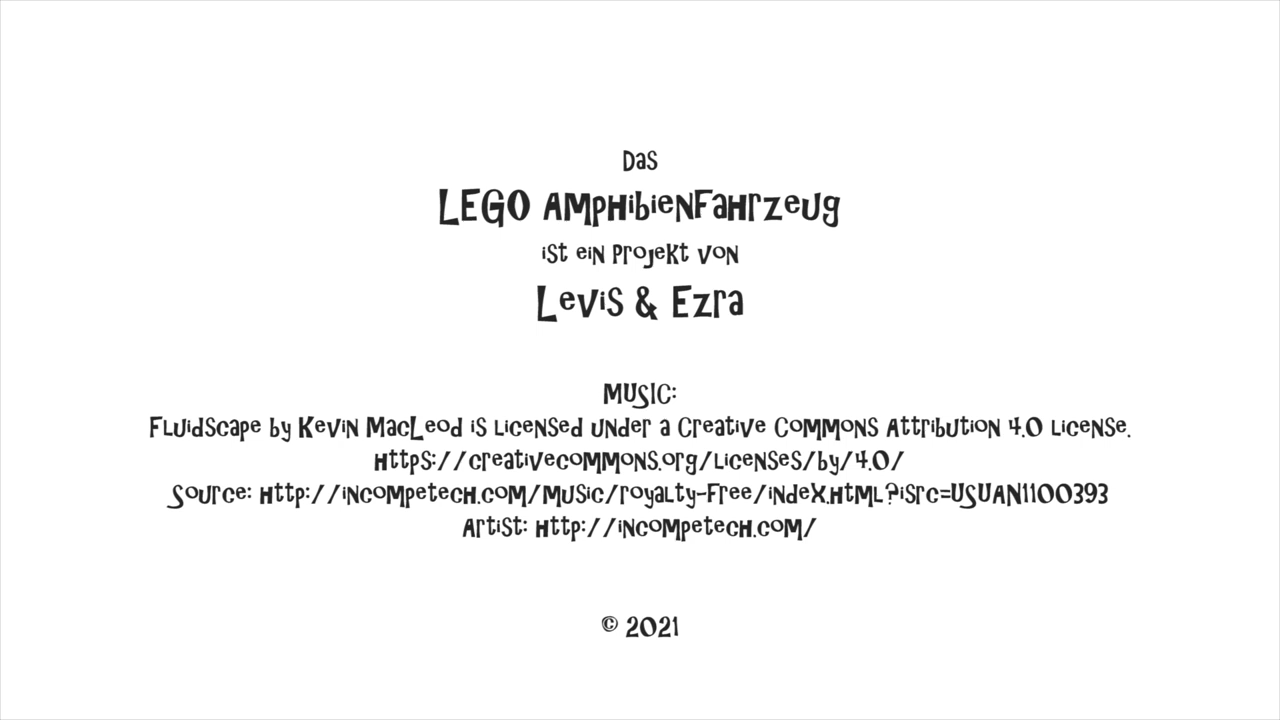 Das
LEGO Amphibienfahrzeug
ist ein Projekt von
Levis & Ezra
Music:
Fluidscape by Kevin MacLeod is licensed under a Creative Commons Attribution 4.0 license.
https://creativecommons.org/licenses/by/4.0/
Source: http://incompetech.com/music/royalty-free/index.html?isrc=USUAN1100393
Artist: http://incompetech.com/
© 2021